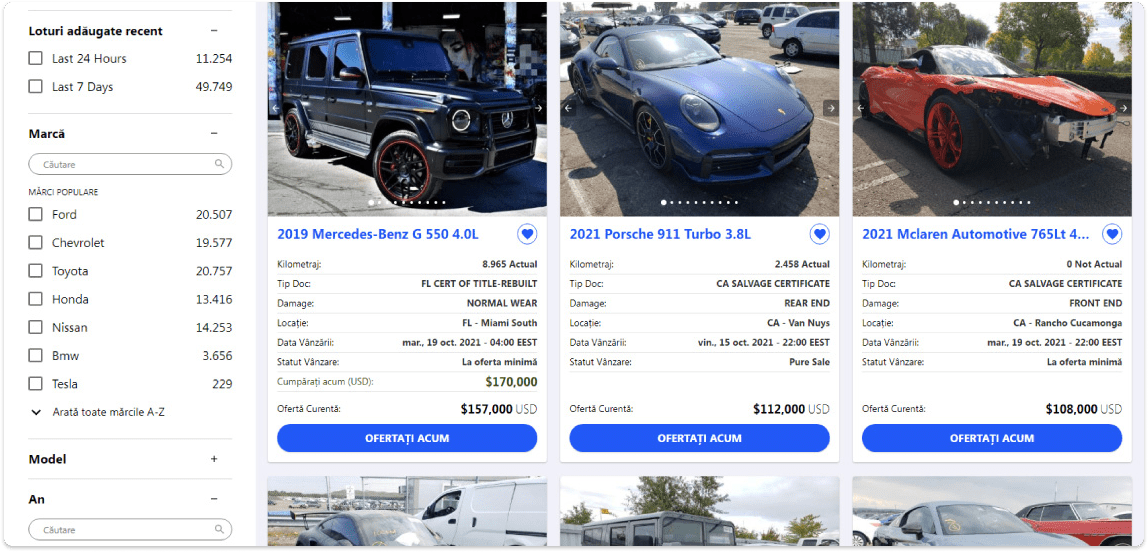 Loturi adăugate recent −
Last 24 Hours 11.254
Last 7 Days 49.749
Marcă −
Căutare
MĂRCI POPULARE
Ford 20.507
Chevrolet 19.577
Toyota 20.757
Honda 13.416
Nissan 14.253
Bmw 3.656
Tesla 229
Arată toate mărcile A-Z
Model +
An −
Căutare
2019 Mercedes-Benz G 550 4.0L
Kilometraj: 8.965 Actual
Tip Doc: FL CERT OF TITLE-REBUILT
Damage: NORMAL WEAR
Locație: FL - Miami South
Data Vânzării: mar., 19 oct. 2021 - 04:00 EEST
Statut Vânzare: La oferta minimă
Cumpărați acum (USD): $170,000
Ofertă Curentă: $157,000 USD
OFERTAȚI ACUM
2021 Porsche 911 Turbo 3.8L
Kilometraj: 2.458 Actual
Tip Doc: CA SALVAGE CERTIFICATE
Damage: REAR END
Locație: CA - Van Nuys
Data Vânzării: vin., 15 oct. 2021 - 22:00 EEST
Statut Vânzare: Pure Sale
Ofertă Curentă: $112,000 USD
OFERTAȚI ACUM
2021 Mclaren Automotive 765Lt 4...
Kilometraj: 0 Not Actual
Tip Doc: CA SALVAGE CERTIFICATE
Damage: FRONT END
Locație: CA - Rancho Cucamonga
Data Vânzării: mar., 19 oct. 2021 - 22:00 EEST
Statut Vânzare: La oferta minimă
Ofertă Curentă: $108,000 USD
OFERTAȚI ACUM